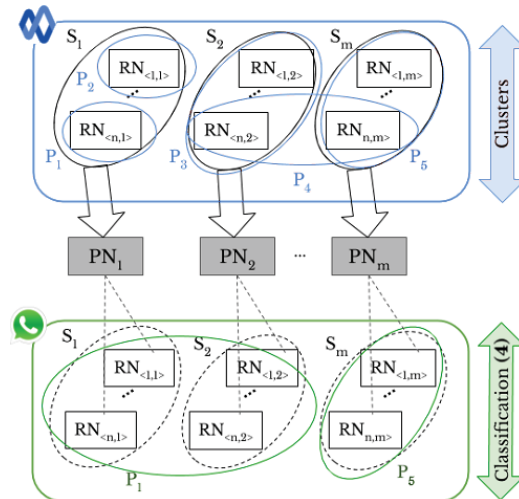 S1 S2 Sm
RN<1,1> RN<1,2> RN<1,m>
P2
... ... ...
RN<n,1> RN<n,2> RNn,m>
P1 P3 P5
P4
Clusters
PN1 PN2 ... PNm
S1 S2 Sm
RN<1,1> RN<1,2> RN<1,m>
... ... ...
RN<n,1> RN<n,2> RNn,m>
P1 P5
Classification (4)